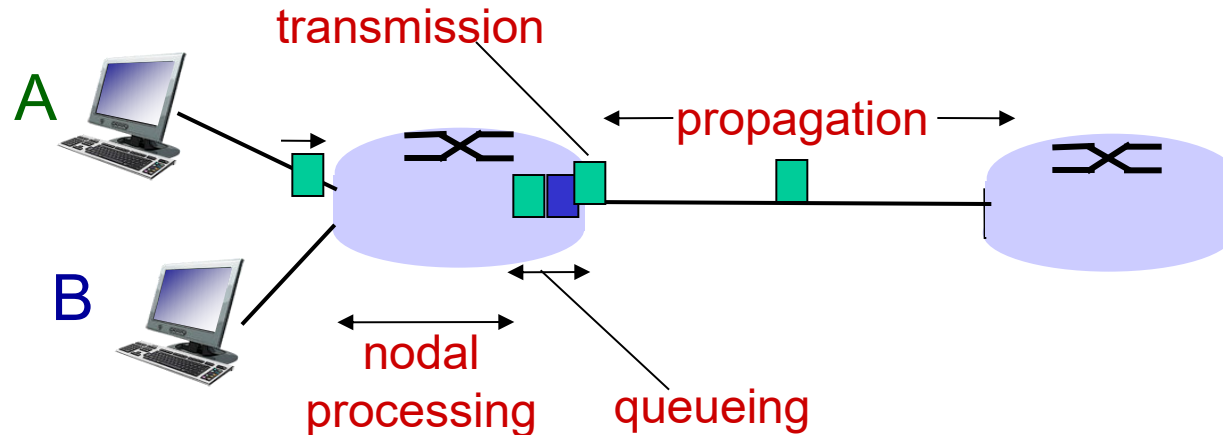 transmission
A
propagation
B
nodal
processing
queueing